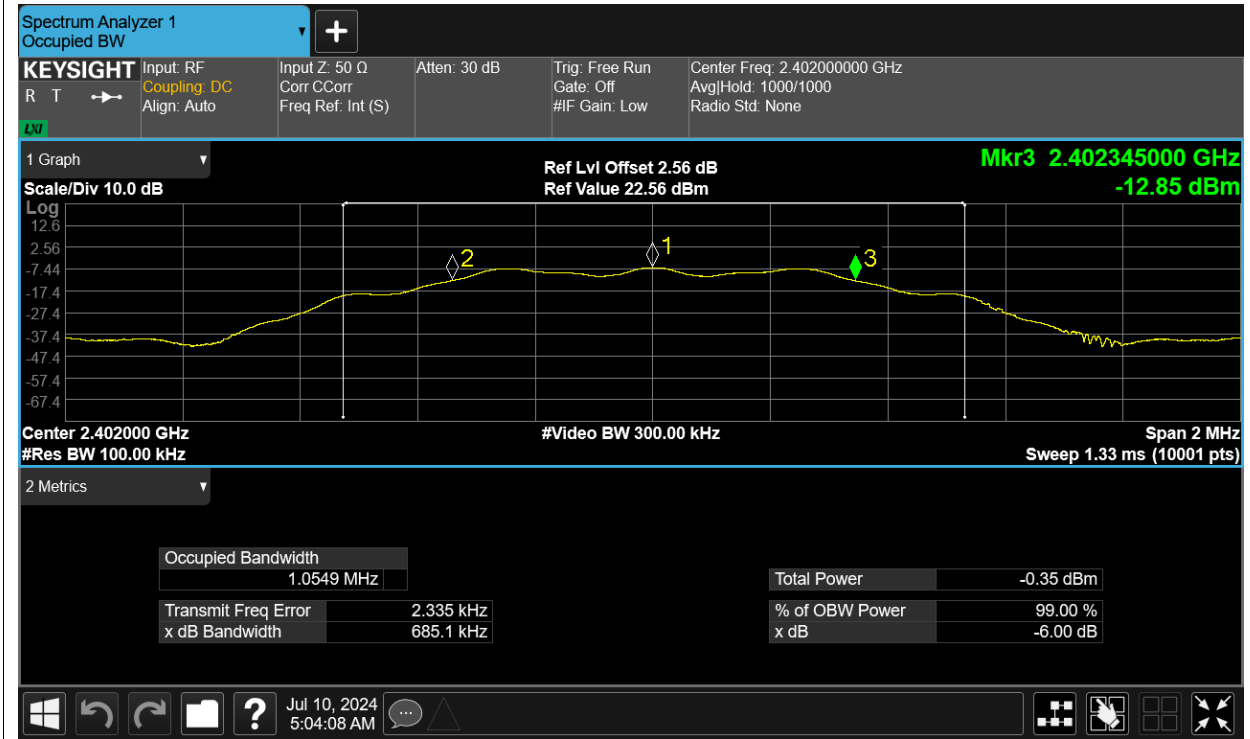 Spectrum Analyzer 1
Occupied BW
KEYSIGHT
R T
LXI
Input: RF
Coupling: DC
Align: Auto
Input Z: 50 Ω
Corr CCorr
Freq Ref: Int (S)
Atten: 30 dB
Trig: Free Run
Gate: Off
#IF Gain: Low
Center Freq: 2.402000000 GHz
Avg|Hold: 1000/1000
Radio Std: None
1 Graph
Scale/Div 10.0 dB
Ref Lvl Offset 2.56 dB
Ref Value 22.56 dBm
Mkr3 2.402345000 GHz
-12.85 dBm
Log
12.6
2.56
-7.44
-17.4
-27.4
-37.4
-47.4
-57.4
-67.4
2
1
3
Center 2.402000 GHz
#Video BW 300.00 kHz
Span 2 MHz
#Res BW 100.00 kHz
Sweep 1.33 ms (10001 pts)
2 Metrics
Occupied Bandwidth
1.0549 MHz
Transmit Freq Error 2.335 kHz
x dB Bandwidth 685.1 kHz
Total Power -0.35 dBm
% of OBW Power 99.00 %
x dB -6.00 dB
?
Jul 10, 2024
5:04:08 AM